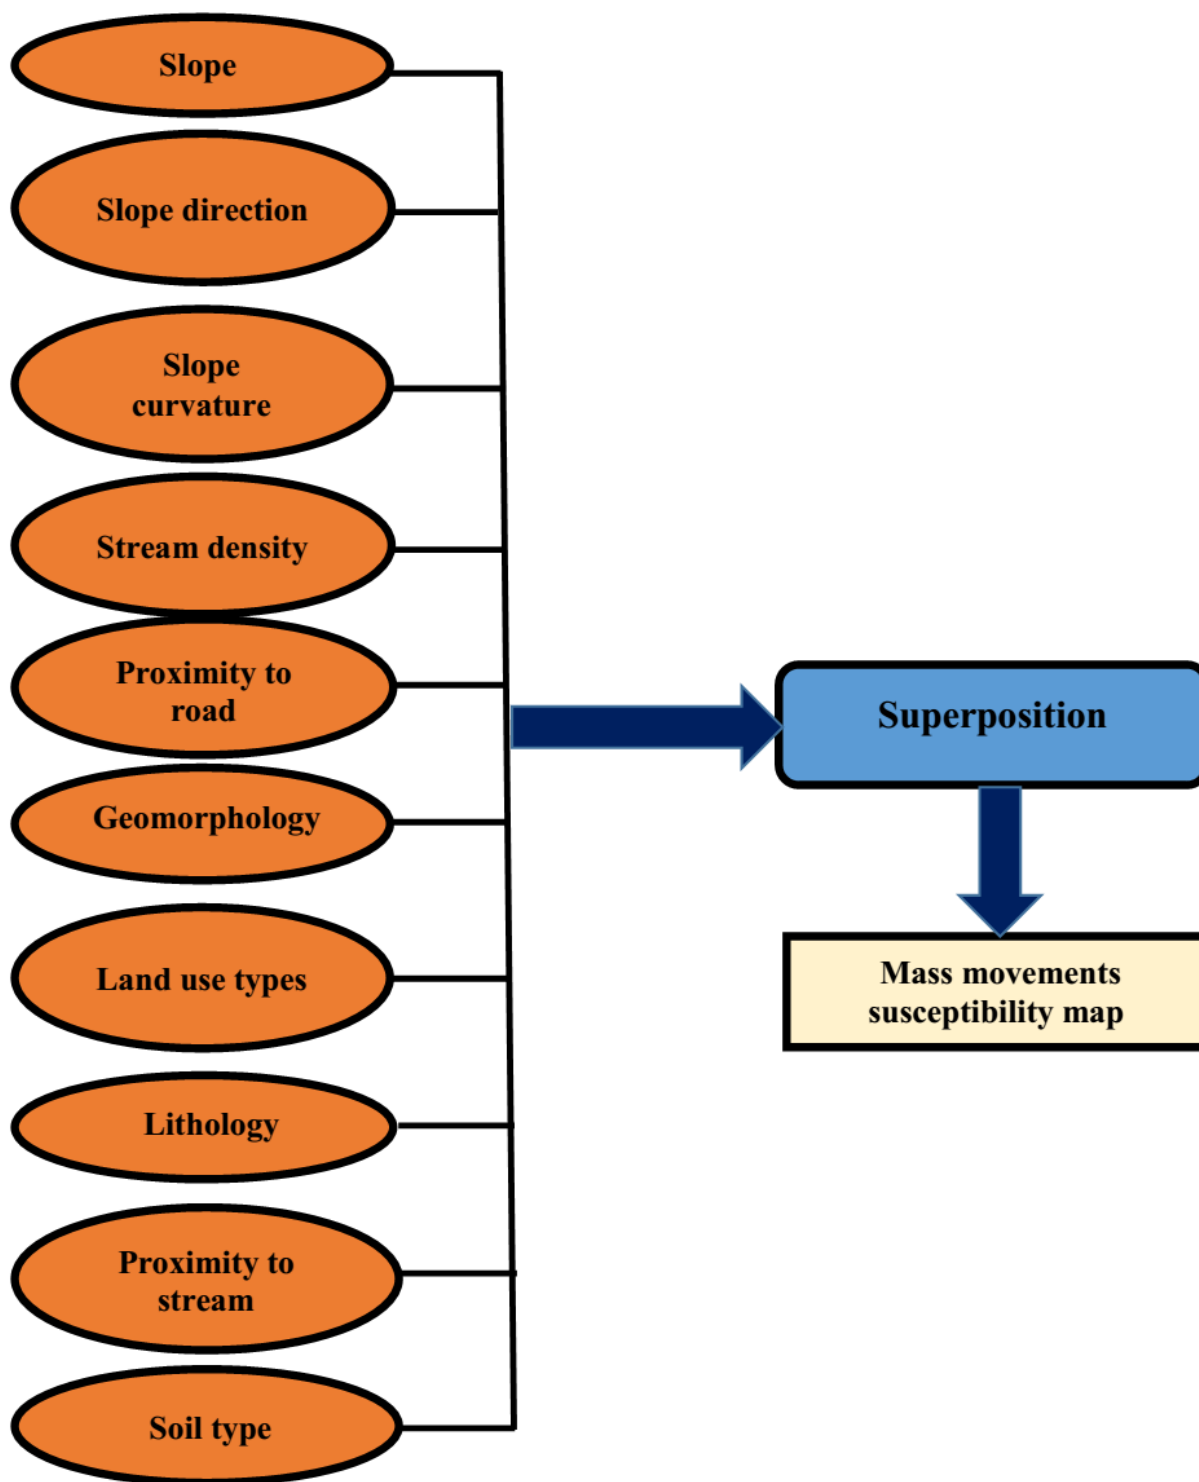 Slope
Slope direction
Slope
curvature
Stream density
Proximity to
road
Geomorphology
Land use types
Lithology
Proximity to
stream
Soil type
Superposition
Mass movements
susceptibility map